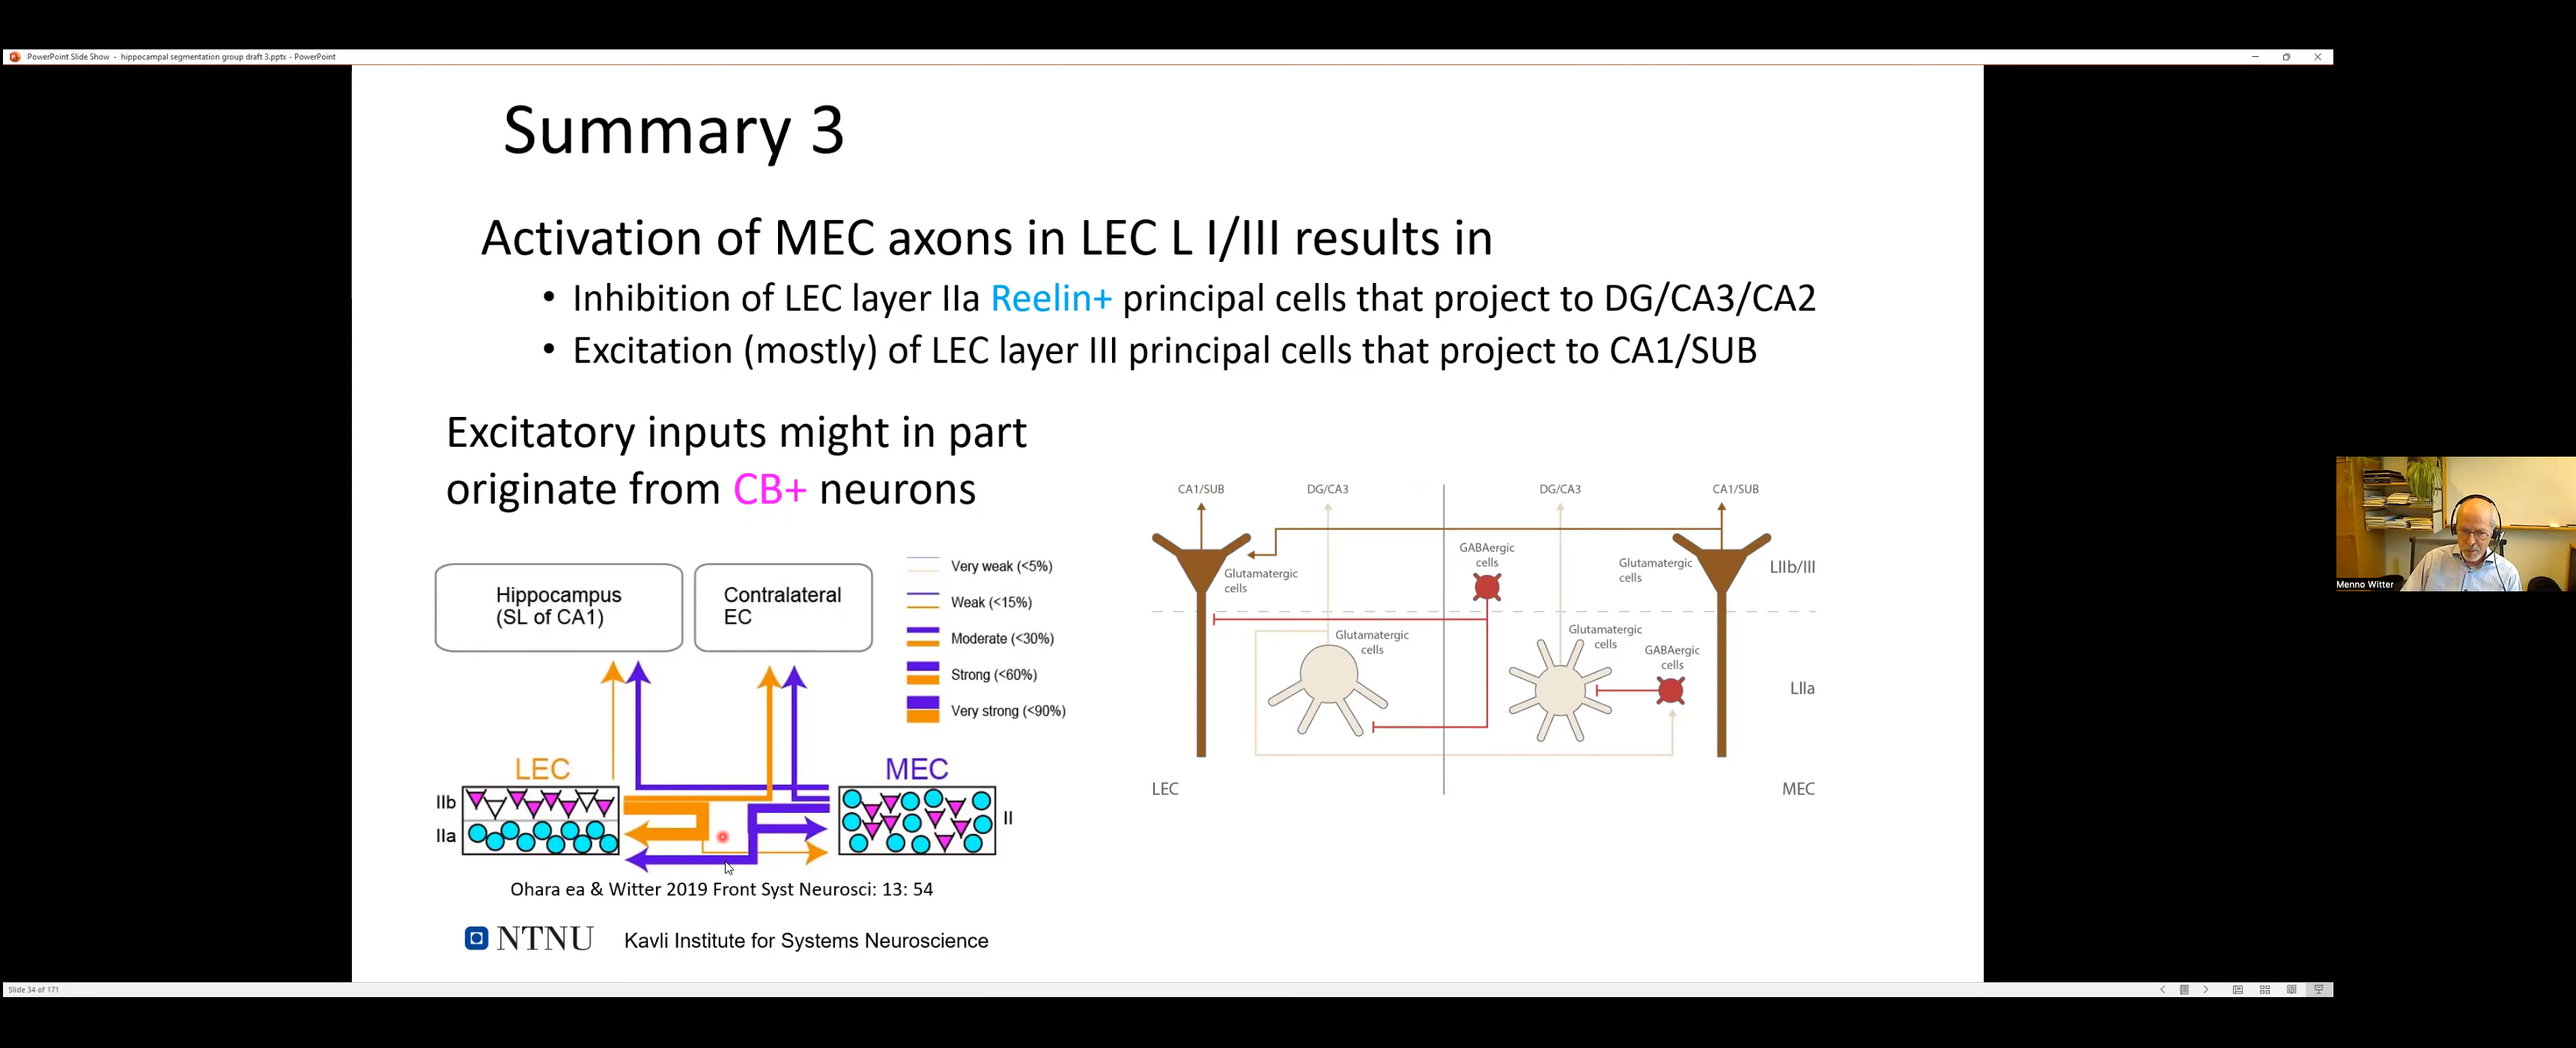 PowerPoint Slide Show - hippocampal segmentation group draft 3.pptx - PowerPoint
Summary 3
Activation of MEC axons in LEC L I/III results in
• Inhibition of LEC layer IIa Reelin+ principal cells that project to DG/CA3/CA2
• Excitation (mostly) of LEC layer III principal cells that project to CA1/SUB
Excitatory inputs might in part
originate from CB+ neurons
Hippocampus
(SL of CA1)
Contralateral
EC
Very weak (<5%)
Weak (<15%)
Moderate (<30%)
Strong (<60%)
Very strong (<90%)
LEC
MEC
IIb
IIa
II
Ohara ea & Witter 2019 Front Syst Neurosci: 13: 54
CA1/SUB
DG/CA3
DG/CA3
CA1/SUB
GABAergic
cells
Glutamatergic
cells
Glutamatergic
cells
LIIb/III
Glutamatergic
cells
Glutamatergic
cells
GABAergic
cells
LIIa
LEC
MEC
NTNU
Kavli Institute for Systems Neuroscience
Menno Witter
Slide 34 of 171